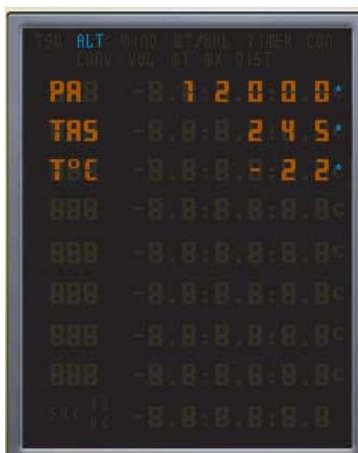 TSD ALT WIND WT/BAL TIMER CON
CONV VOL WT WX DIST
PA 12000*
TAS 245*
T°C -22*